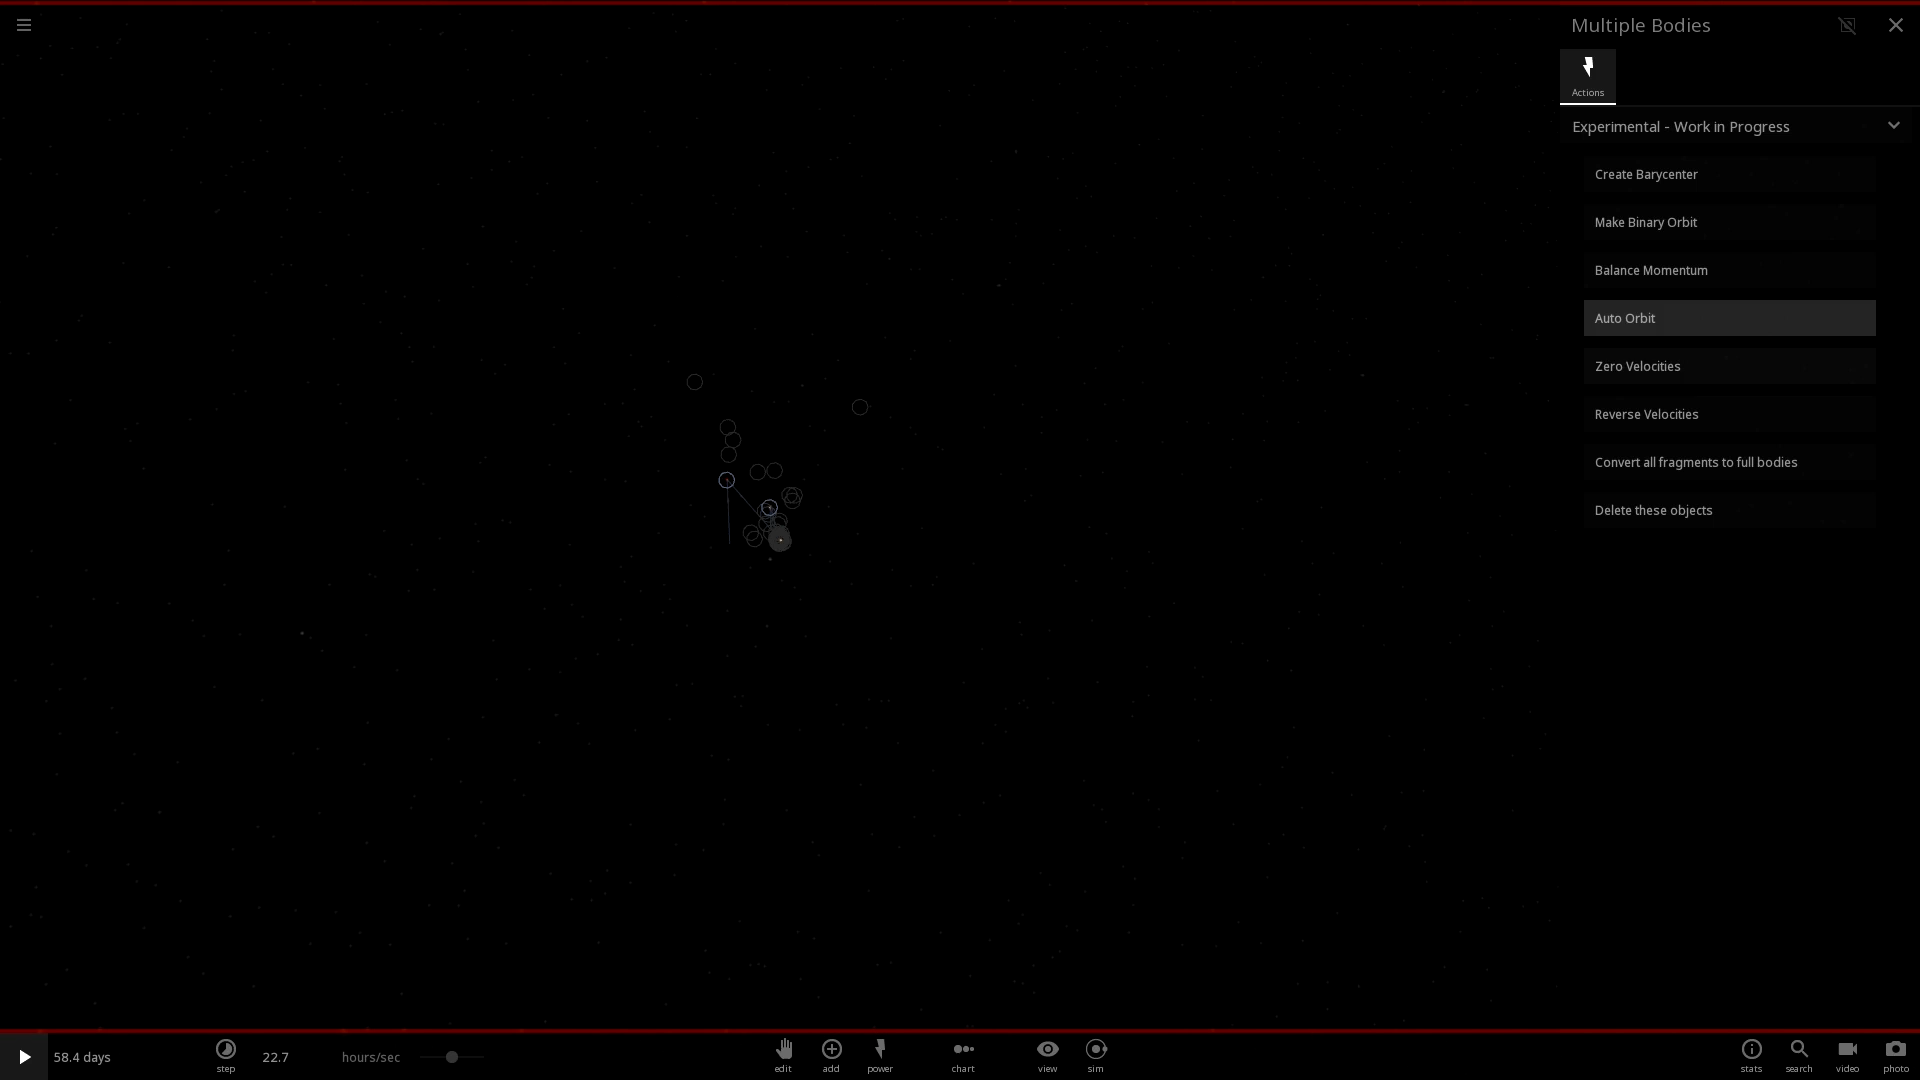 Multiple Bodies
Actions
Experimental - Work in Progress
Create Barycenter
Make Binary Orbit
Balance Momentum
Auto Orbit
Zero Velocities
Reverse Velocities
Convert all fragments to full bodies
Delete these objects
58.4 days
step
22.7
hours/sec
edit
add
power
chart
view
sim
stats
search
video
photo